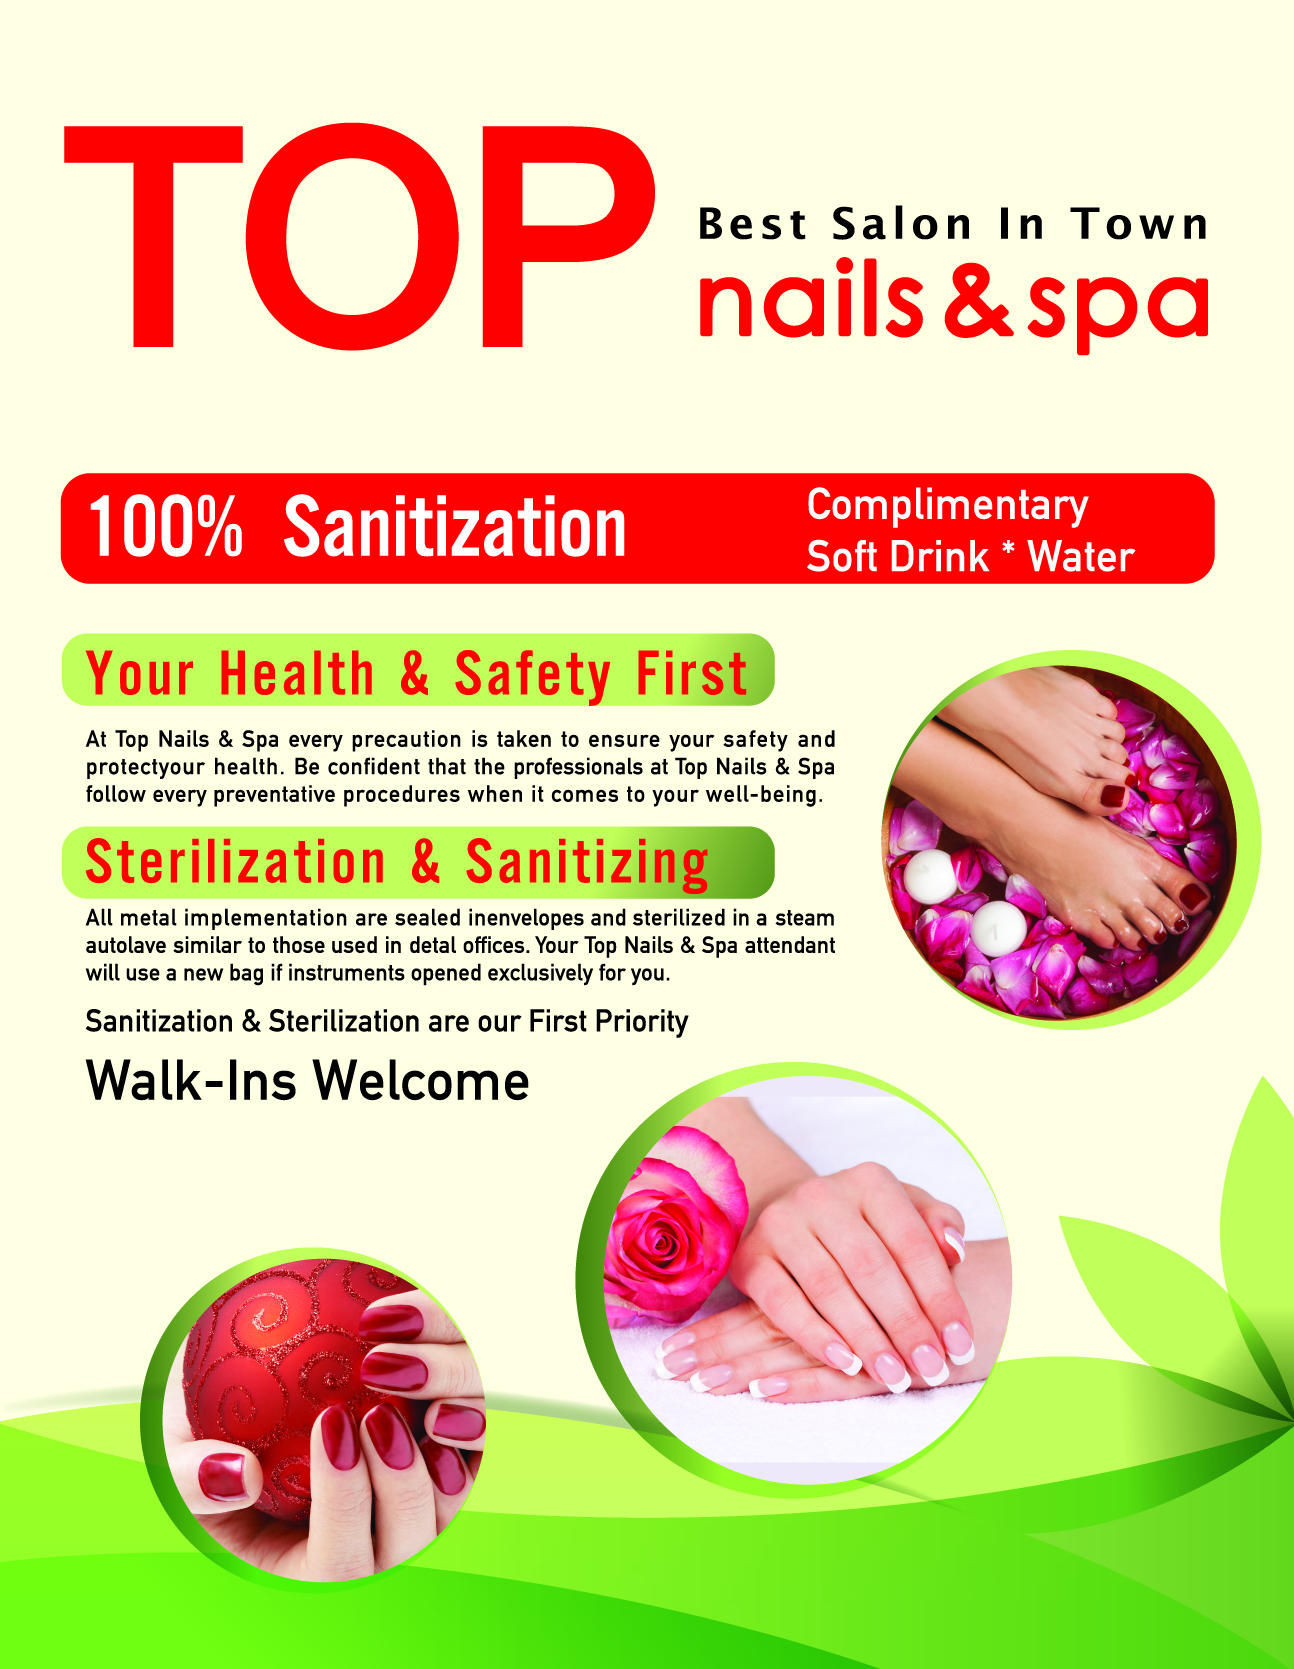 TOP
Best Salon In Town
nails & spa
100% Sanitization
Complimentary
Soft Drink * Water
Your Health & Safety First
At Top Nails & Spa every precaution is taken to ensure your safety and
protectyour health. Be confident that the professionals at Top Nails & Spa
follow every preventative procedures when it comes to your well-being.
Sterilization & Sanitizing
All metal implementation are sealed inenvelopes and sterilized in a steam
autolave similar to those used in detal offices. Your Top Nails & Spa attendant
will use a new bag if instruments opened exclusively for you.
Sanitization & Sterilization are our First Priority
Walk-Ins Welcome